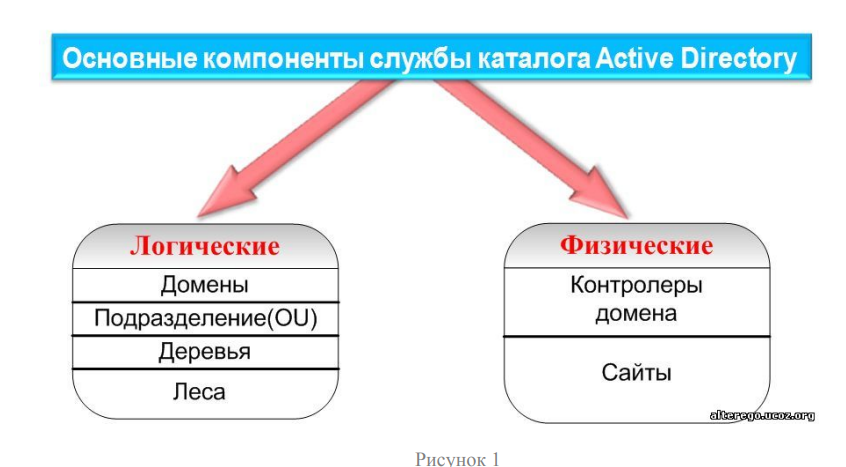 Основные компоненты службы каталога Active Directory
Логические
Домены
Подразделение(OU)
Деревья
Леса
Физические
Контролеры
домена
Сайты
alterego.ucoz.org
Рисунок 1